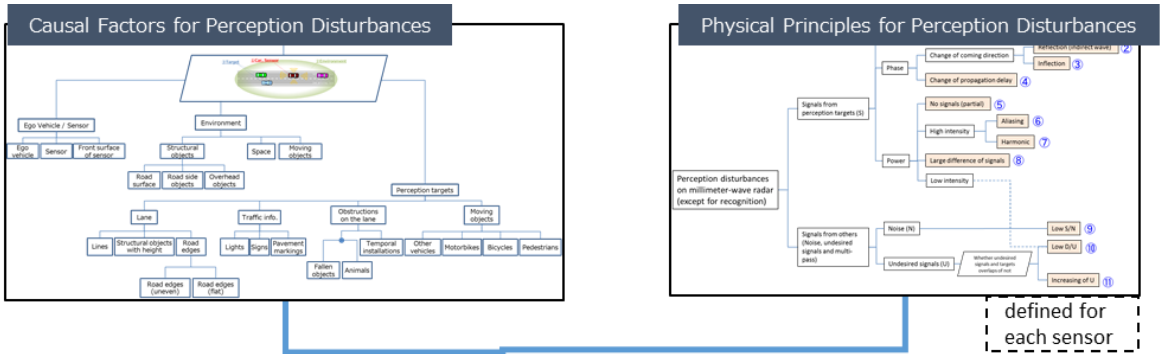 Causal Factors for Perception Disturbances
Ego Vehicle / Sensor
Ego
vehicle
Sensor
Front surface
of sensor
Environment
Structural
objects
Space
Moving
objects
Road
surface
Road side
objects
Overhead
objects
Perception targets
Lane
Traffic info.
Obstructions
on the lane
Moving
objects
Lines
Structural objects
with height
Road
edges
Lights
Signs
Pavement
markings
Temporal
installations
Other
vehicles
Motorbikes
Bicycles
Pedestrians
Fallen
objects
Animals
Road edges
(uneven)
Road edges
(flat)
Physical Principles for Perception Disturbances
Reflection (indirect wave)
②
Change of coming direction
Phase
Inflection
③
Change of propagation delay
④
Signals from
perception targets (S)
No signals (partial)
⑤
Aliasing
⑥
High intensity
Harmonic
⑦
Power
Large difference of signals
⑧
Low intensity
Perception disturbances
on millimeter-wave radar
(except for recognition)
Signals from others
(Noise, undesired
signals and multi-
pass)
Noise (N)
Low S/N
⑨
Low D/U
⑩
Undesired signals (U)
Whether undesired
signals and targets
overlaps of not
Increasing of U
⑪
defined for
each sensor